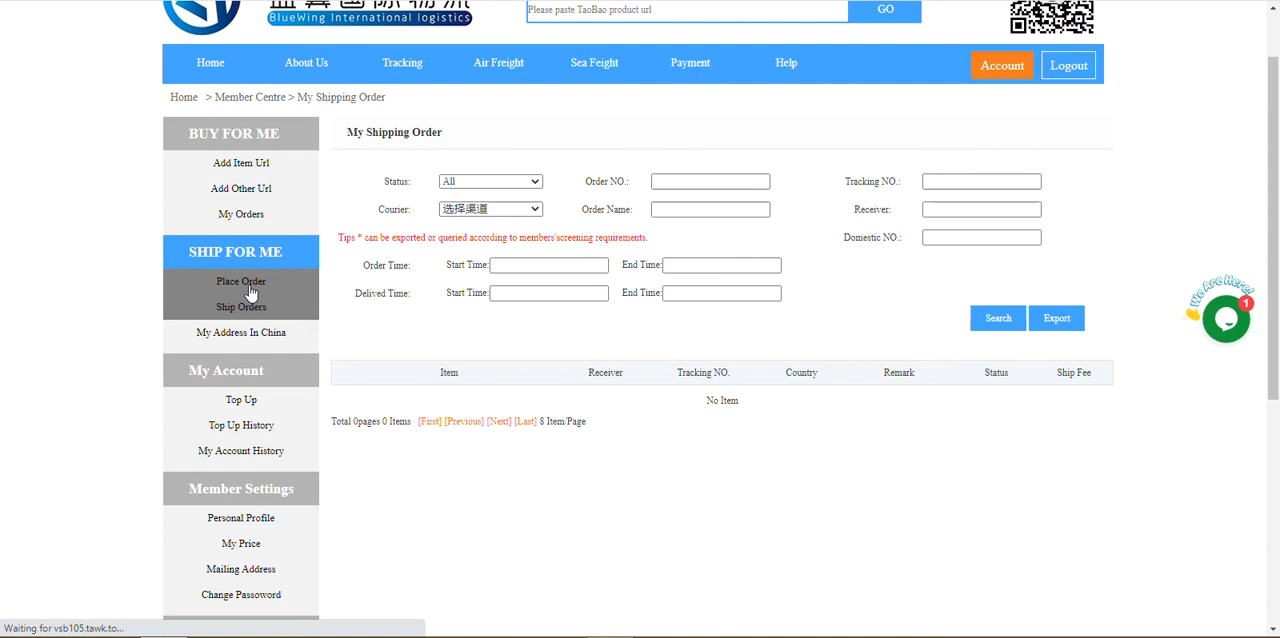 蓝翼国际物流
BlueWing International logistics
Please paste TaoBao product url
GO
Home
About Us
Tracking
Air Freight
Sea Feight
Payment
Help
Account
Logout
Home > Member Centre > My Shipping Order
BUY FOR ME
Add Item Url
Add Other Url
My Orders
SHIP FOR ME
Place Order
Ship Orders
My Address In China
My Account
Top Up
Top Up History
My Account History
Member Settings
Personal Profile
My Price
Mailing Address
Change Passoword
My Shipping Order
Status:
All
Order NO.:
Tracking NO.:
Courier:
选择渠道
Order Name:
Receiver:
Tips * can be exported or queried according to members'screening requirements.
Domestic NO.:
Order Time:
Start Time:
End Time:
Delived Time:
Start Time:
End Time:
Search
Export
Item
Receiver
Tracking NO.
Country
Remark
Status
Ship Fee
No Item
Total 0pages 0 Items [First] [Previous] [Next] [Last] 8 Item/Page
We Are Here!
1
Waiting for vsb105.tawk.to...